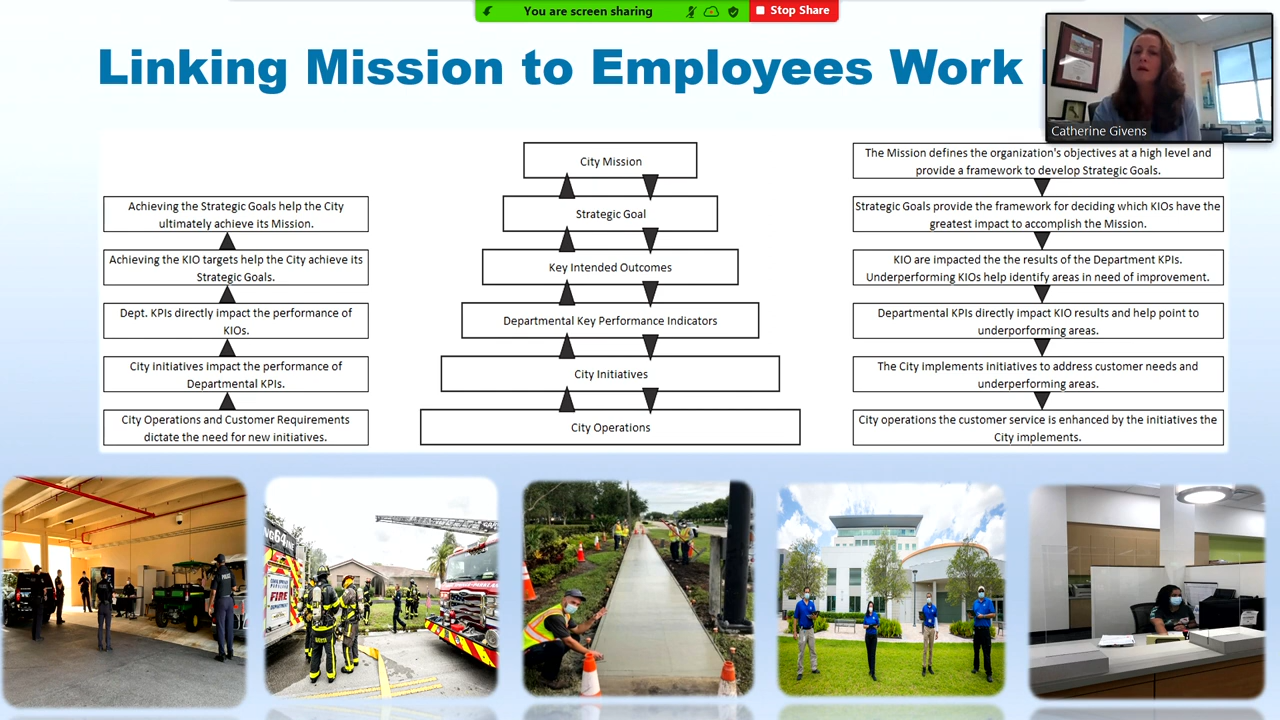 You are screen sharing
Stop Share
Linking Mission to Employees Work
Catherine Givens
City Mission
Strategic Goal
Key Intended Outcomes
Departmental Key Performance Indicators
City Initiatives
City Operations
Achieving the Strategic Goals help the City
ultimately achieve its Mission.
Achieving the KIO targets help the City achieve its
Strategic Goals.
Dept. KPIs directly impact the performance of
KIOs.
City initiatives impact the performance of
Departmental KPIs.
City Operations and Customer Requirements
dictate the need for new initiatives.
The Mission defines the organization's objectives at a high level and
provide a framework to develop Strategic Goals.
Strategic Goals provide the framework for deciding which KIOs have the
greatest impact to accomplish the Mission.
KIO are impacted the the results of the Department KPIs.
Underperforming KIOs help identify areas in need of improvement.
Departmental KPIs directly impact KIO results and help point to
underporforming areas.
The City implements initiatives to address customer needs and
underperforming areas.
City operations the customer service is enhanced by the initiatives the
City implements.
POLICE
FIRE